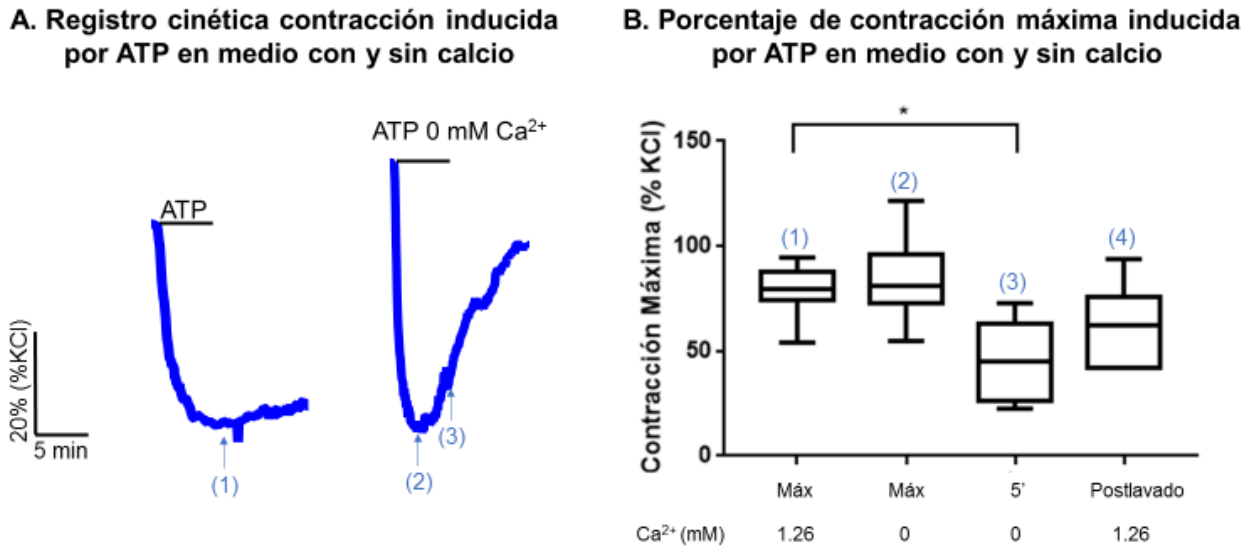 A. Registro cinética contracción inducida
por ATP en medio con y sin calcio
ATP
ATP 0 mM Ca²⁺
20% (%KCl)
5 min
(1)
(2)
(3)
B. Porcentaje de contracción máxima inducida
por ATP en medio con y sin calcio
Contracción Máxima (% KCl)
150
100
50
0
*
(1)
(2)
(3)
(4)
Máx Máx 5' Postlavado
Ca²⁺ (mM) 1.26 0 0 1.26